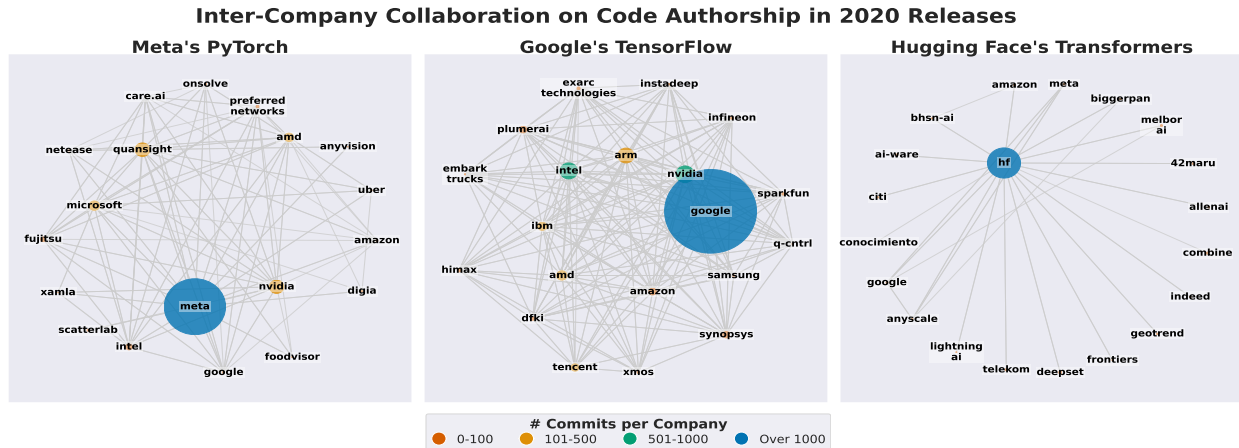 Inter-Company Collaboration on Code Authorship in 2020 Releases
Meta's PyTorch
onsolve
care.ai
preferred
networks
amd
anyvision
netease
quansight
uber
microsoft
fujitsu
amazon
xamla
nvidia
digia
meta
scatterlab
intel
foodvisor
google
Google's TensorFlow
exarc
technologies
instadeep
infineon
plumerai
arm
embark
trucks
intel
nvidia
sparkfun
google
ibm
q-cntrl
himax
amd
samsung
amazon
dfki
synopsys
tencent
xmos
Hugging Face's Transformers
amazon
meta
biggerpan
bhsn-ai
melbor
ai
ai-ware
hf
42maru
citi
allenai
conocimiento
combine
google
indeed
anyscale
geotrend
lightning
ai
frontiers
telekom
deepset
# Commits per Company
0-100
101-500
501-1000
Over 1000